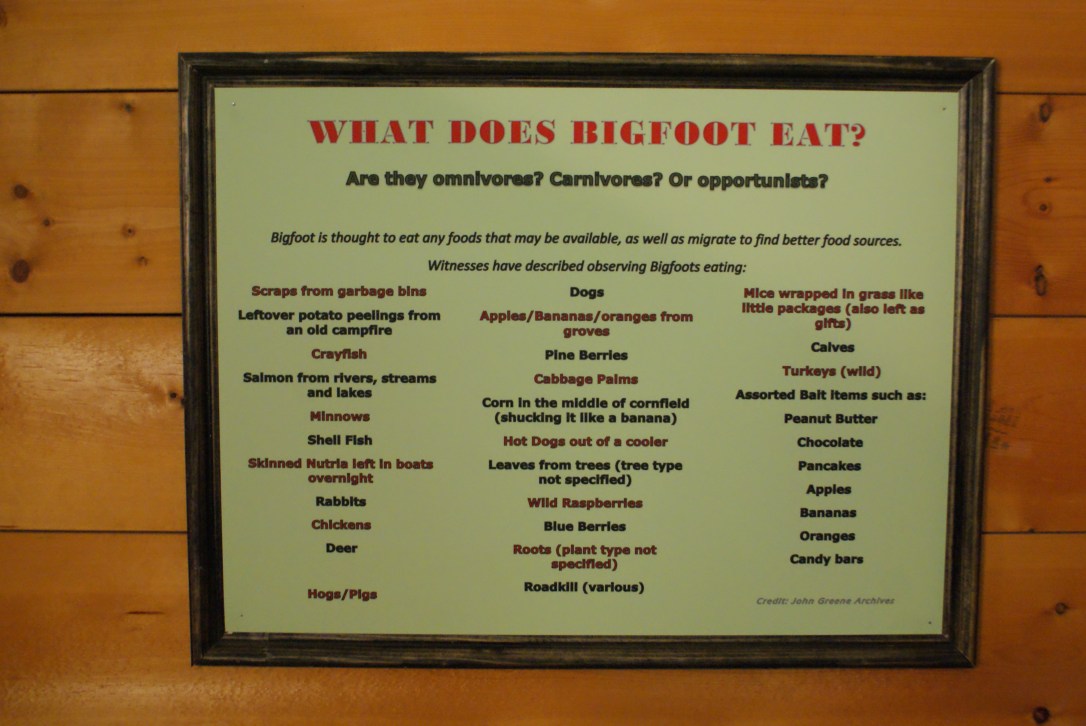 WHAT DOES BIGFOOT EAT?
Are they omnivores? Carnivores? Or opportunists?
Bigfoot is thought to eat any foods that may be available, as well as migrate to find better food sources.
Witnesses have described observing Bigfoots eating:
Scraps from garbage bins
Leftover potato peelings from
an old campfire
Crayfish
Salmon from rivers, streams
and lakes
Minnows
Shell Fish
Skinned Nutria left in boats
overnight
Rabbits
Chickens
Deer
Hogs/Pigs
Dogs
Apples/Bananas/oranges from
groves
Pine Berries
Cabbage Palms
Corn in the middle of cornfield
(shucking it like a banana)
Hot Dogs out of a cooler
Leaves from trees (tree type
not specified)
Wild Raspberries
Blue Berries
Roots (plant type not
specified)
Roadkill (various)
Mice wrapped in grass like
little packages (also left as
gifts)
Calves
Turkeys (wild)
Assorted Bait items such as:
Peanut Butter
Chocolate
Pancakes
Apples
Bananas
Oranges
Candy bars
Credit: John Greene Archives